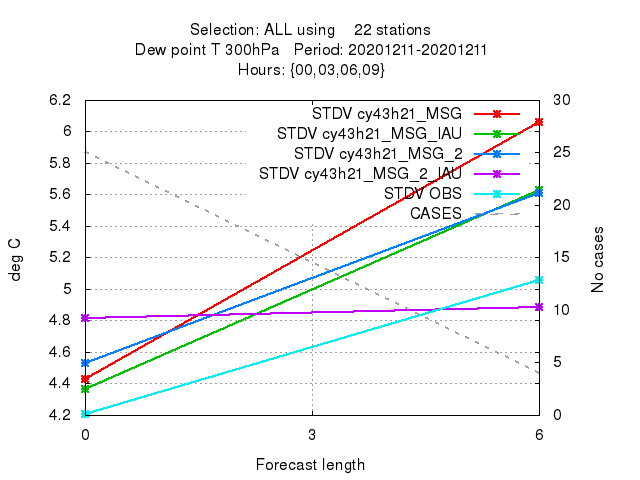 Selection: ALL using    22 stations
Dew point T 300hPa   Period: 20201211-20201211
Hours: {00,03,06,09}
6.2
6
5.8
5.6
5.4
5.2
5
4.8
4.6
4.4
4.2
deg C
STDV cy43h21_MSG
STDV cy43h21_MSG_IAU
STDV cy43h21_MSG_2
STDV cy43h21_MSG_2_IAU
STDV OBS
CASES
30
25
20
15
10
5
0
No cases
0 3 6
Forecast length